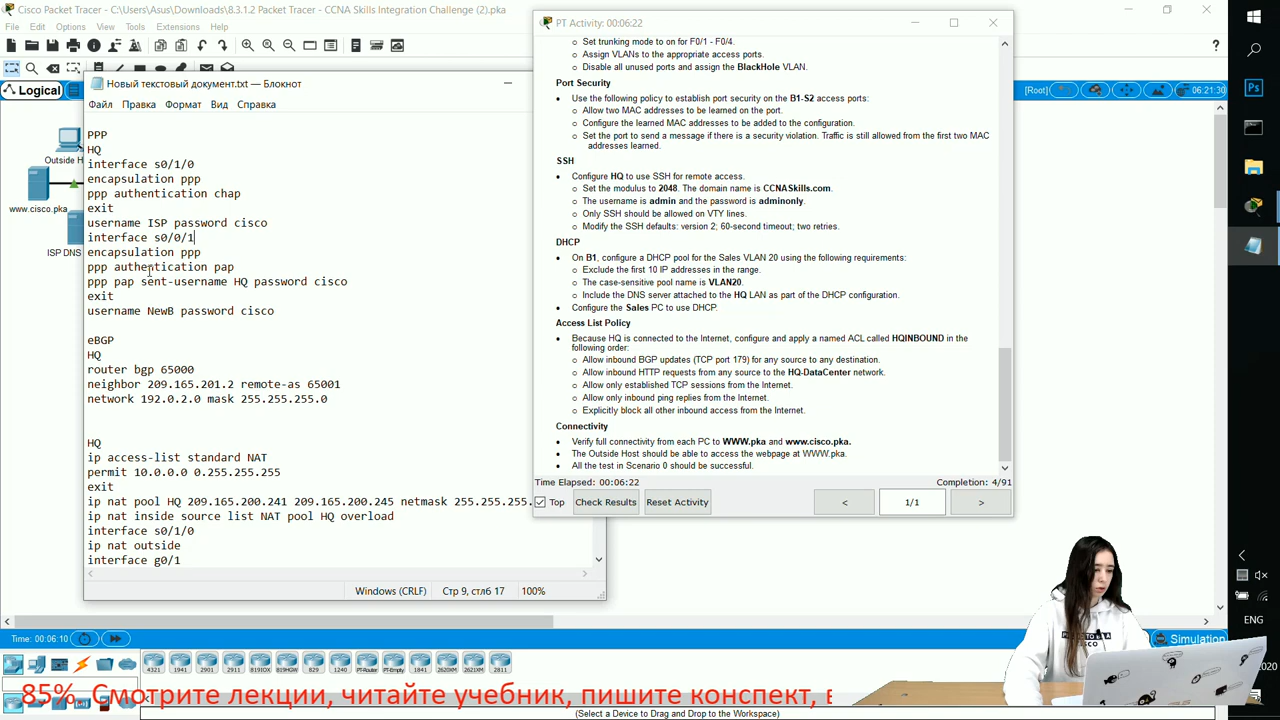 Cisco Packet Tracer - C:\Users\Asus\Downloads\8.3.1.2 Packet Tracer - CCNA Skills Integration Challenge (2).pka
File Edit Options View Tools Extensions Help
Logical
[Root]
06:21:30
Новый текстовый документ.txt — Блокнот
Файл Правка Формат Вид Справка
PPP
HQ
interface s0/1/0
encapsulation ppp
ppp authentication chap
exit
username ISP password cisco
interface s0/0/1
encapsulation ppp
ppp authentication pap
ppp pap sent-username HQ password cisco
exit
username NewB password cisco
eBGP
HQ
router bgp 65000
neighbor 209.165.201.2 remote-as 65001
network 192.0.2.0 mask 255.255.255.0
HQ
ip access-list standard NAT
permit 10.0.0.0 0.255.255.255
exit
ip nat pool HQ 209.165.200.241 209.165.200.245 netmask 255.255.255.
ip nat inside source list NAT pool HQ overload
interface s0/1/0
ip nat outside
interface g0/1
Windows (CRLF) Стр 9, стлб 17 100%
Outside H
www.cisco.pka
ISP DNS
PT Activity: 00:06:22
Set trunking mode to on for F0/1 - F0/4.
Assign VLANs to the appropriate access ports.
Disable all unused ports and assign the BlackHole VLAN.
Port Security
Use the following policy to establish port security on the B1-S2 access ports:
Allow two MAC addresses to be learned on the port.
Configure the learned MAC addresses to be added to the configuration.
Set the port to send a message if there is a security violation. Traffic is still allowed from the first two MAC
addresses learned.
SSH
Configure HQ to use SSH for remote access.
Set the modulus to 2048. The domain name is CCNASkills.com.
The username is admin and the password is adminonly.
Only SSH should be allowed on VTY lines.
Modify the SSH defaults: version 2; 60-second timeout; two retries.
DHCP
On B1, configure a DHCP pool for the Sales VLAN 20 using the following requirements:
Exclude the first 10 IP addresses in the range.
The case-sensitive pool name is VLAN20.
Include the DNS server attached to the HQ LAN as part of the DHCP configuration.
Configure the Sales PC to use DHCP.
Access List Policy
Because HQ is connected to the Internet, configure and apply a named ACL called HQINBOUND in the
following order:
Allow inbound BGP updates (TCP port 179) for any source to any destination.
Allow inbound HTTP requests from any source to the HQ-DataCenter network.
Allow only established TCP sessions from the Internet.
Allow only inbound ping replies from the Internet.
Explicitly block all other inbound access from the Internet.
Connectivity
Verify full connectivity from each PC to WWW.pka and www.cisco.pka.
The Outside Host should be able to access the webpage at WWW.pka.
All the test in Scenario 0 should be successful.
Time Elapsed: 00:06:22 Completion: 4/91
Top Check Results Reset Activity < 1/1 >
Ps
ENG
2020
Time: 00:06:10
Simulation
4321 1941 2901 2911 819IOX 819HGW 829 1240 PT-Router PT-Empty 1841 2620XM 2621XM 2811
85%. Смотрите лекции, читайте учебник, пишите конспект, в
(Select a Device to Drag and Drop to the Workspace)